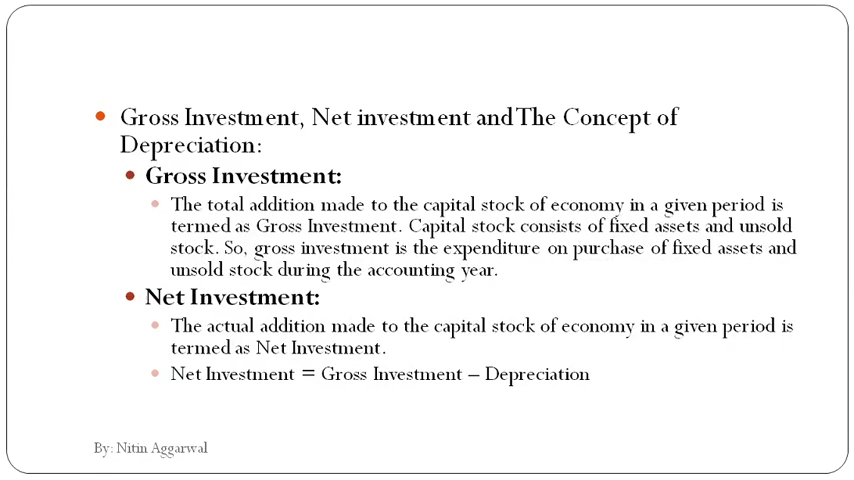 Gross Investment, Net investment and The Concept of
Depreciation:
Gross Investment:
The total addition made to the capital stock of economy in a given period is
termed as Gross Investment. Capital stock consists of fixed assets and unsold
stock. So, gross investment is the expenditure on purchase of fixed assets and
unsold stock during the accounting year.
Net Investment:
The actual addition made to the capital stock of economy in a given period is
termed as Net Investment.
Net Investment = Gross Investment – Depreciation
By: Nitin Aggarwal